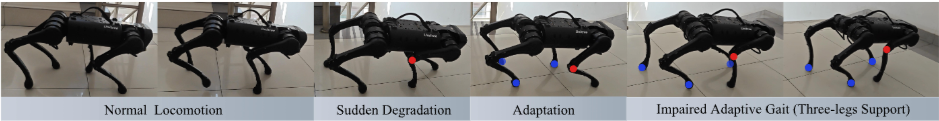 Normal Locomotion
Sudden Degradation
Adaptation
Impaired Adaptive Gait (Three-legs Support)